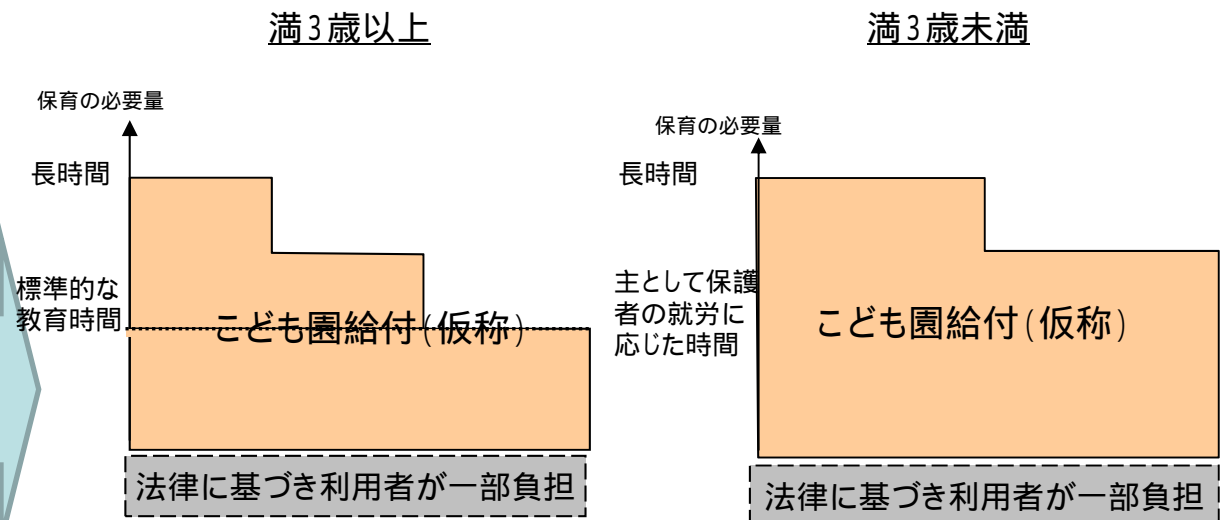 満3歳以上
保育の必要量
長時間
標準的な
教育時間
こども園給付(仮称)
法律に基づき利用者が一部負担
満3歳未満
保育の必要量
長時間
主として保護
者の就労に
応じた時間
こども園給付(仮称)
法律に基づき利用者が一部負担